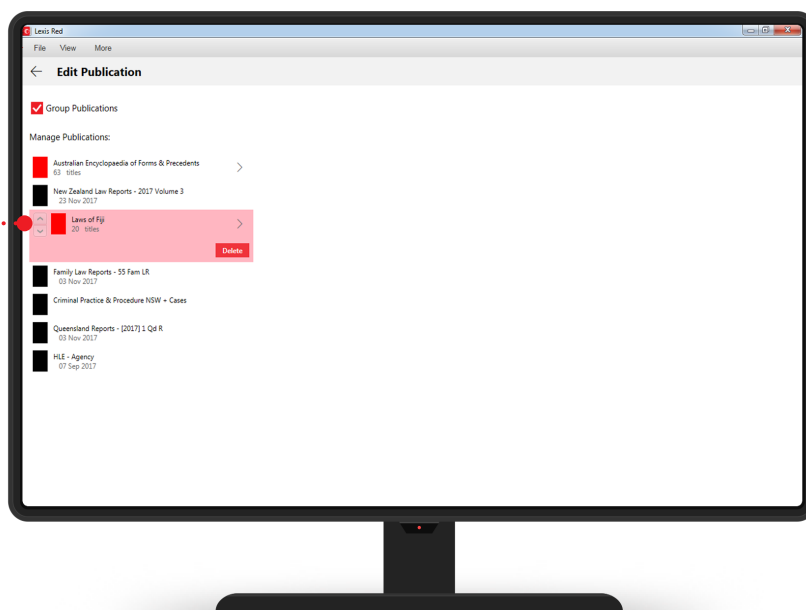 Lexis Red
File View More
Edit Publication
Group Publications
Manage Publications:
Australian Encyclopaedia of Forms & Precedents
63 titles
New Zealand Law Reports - 2017 Volume 3
23 Nov 2017
Laws of Fiji
20 titles
Delete
Family Law Reports - 55 Fam LR
03 Nov 2017
Criminal Practice & Procedure NSW + Cases
Queensland Reports - [2017] 1 Qd R
03 Nov 2017
HLE - Agency
07 Sep 2017